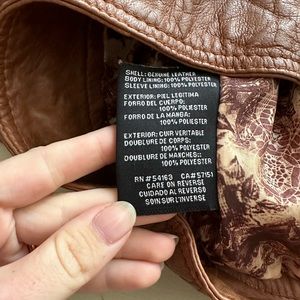 SHELL: GENUINE LEATHER
BODY LINING: 100% POLYESTER
SLEEVE LINING: 100% POLYESTER
EXTERIOR: PIEL LEGITIMA
FORRO DEL CUERPO:
100% POLYESTER
FORRO DE LA MANGA:
100% POLYESTER
EXTERIOR: CUIR VERITABLE
DOUBLURE DE CORPS:
100% POLYESTER
DOUBLURE DE MANCHES::
100% POLYESTER
RN#54163 CA#57151
CARE ON REVERSE
CUIDADO AL REVERSO
SOIN SUR L'INVERSE